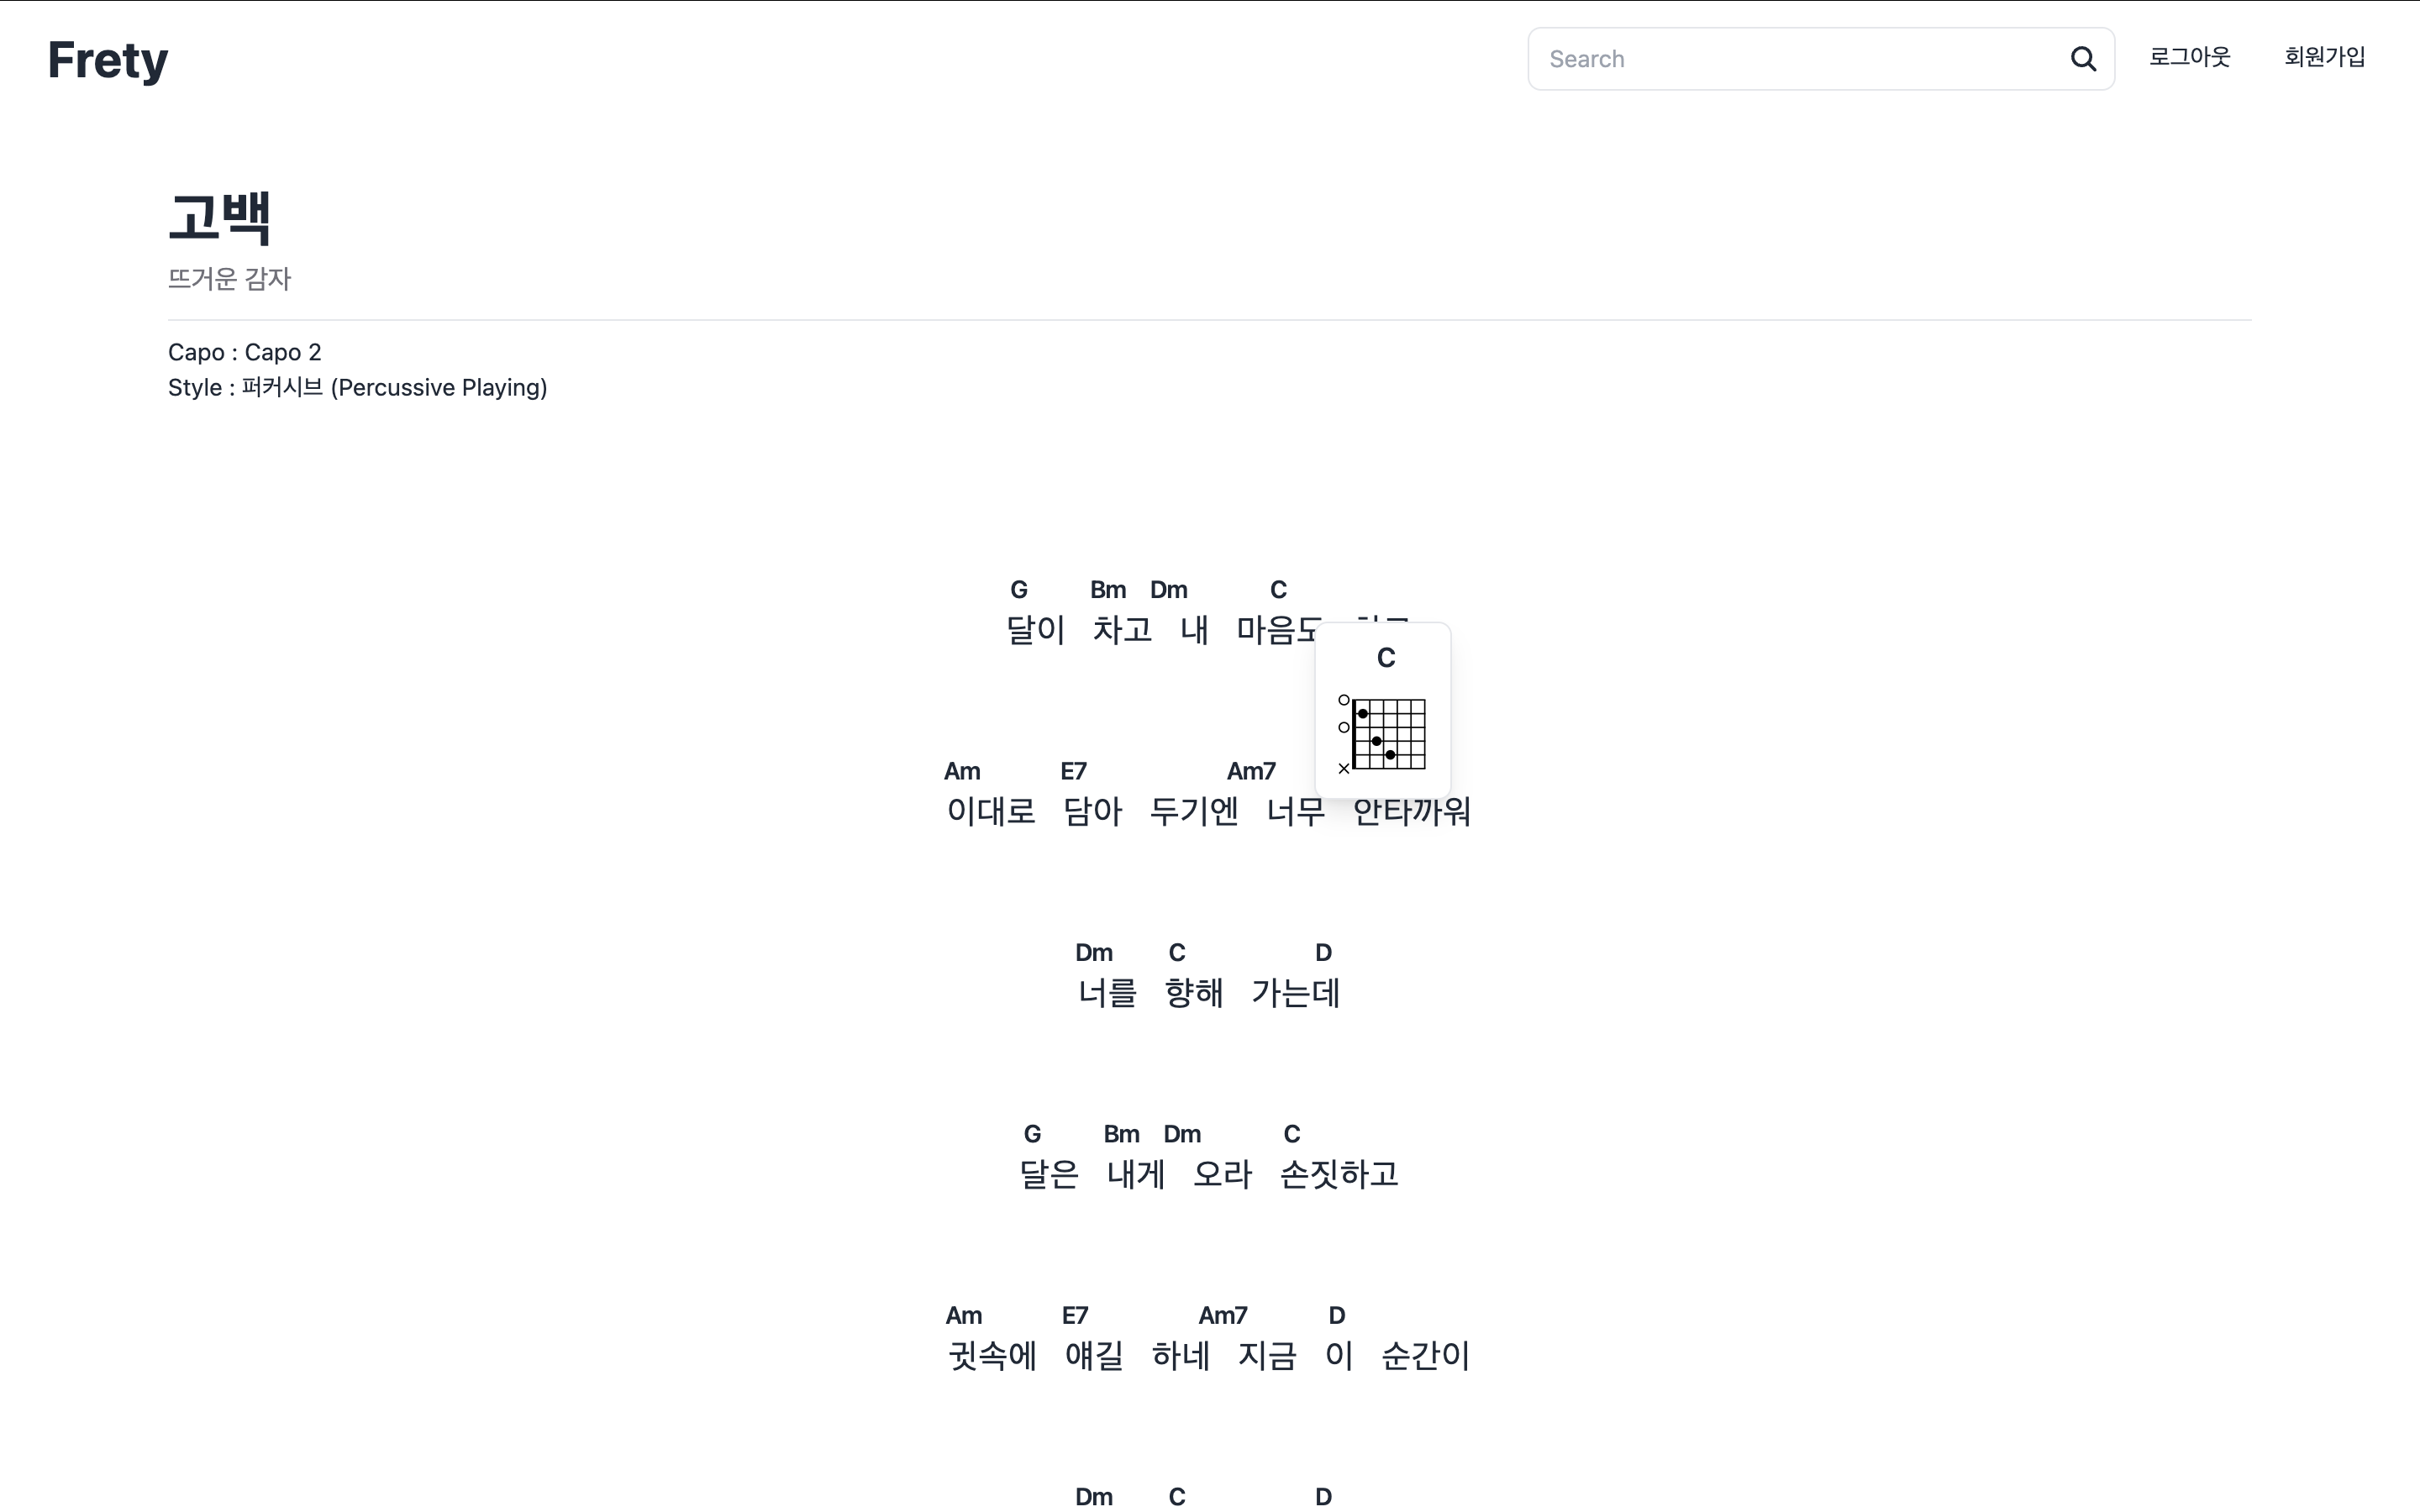 Frety
Search
로그아웃 회원가입
고백
뜨거운 감자
Capo : Capo 2
Style : 퍼커시브 (Percussive Playing)
G Bm Dm C
달이 차고 내 마음도
C
Am E7 Am7
이대로 담아 두기엔 너무 안타까워
Dm C D
너를 향해 가는데
G Bm Dm C
달은 내게 오라 손짓하고
Am E7 Am7 D
귓속에 얘길 하네 지금 이 순간이
Dm C D